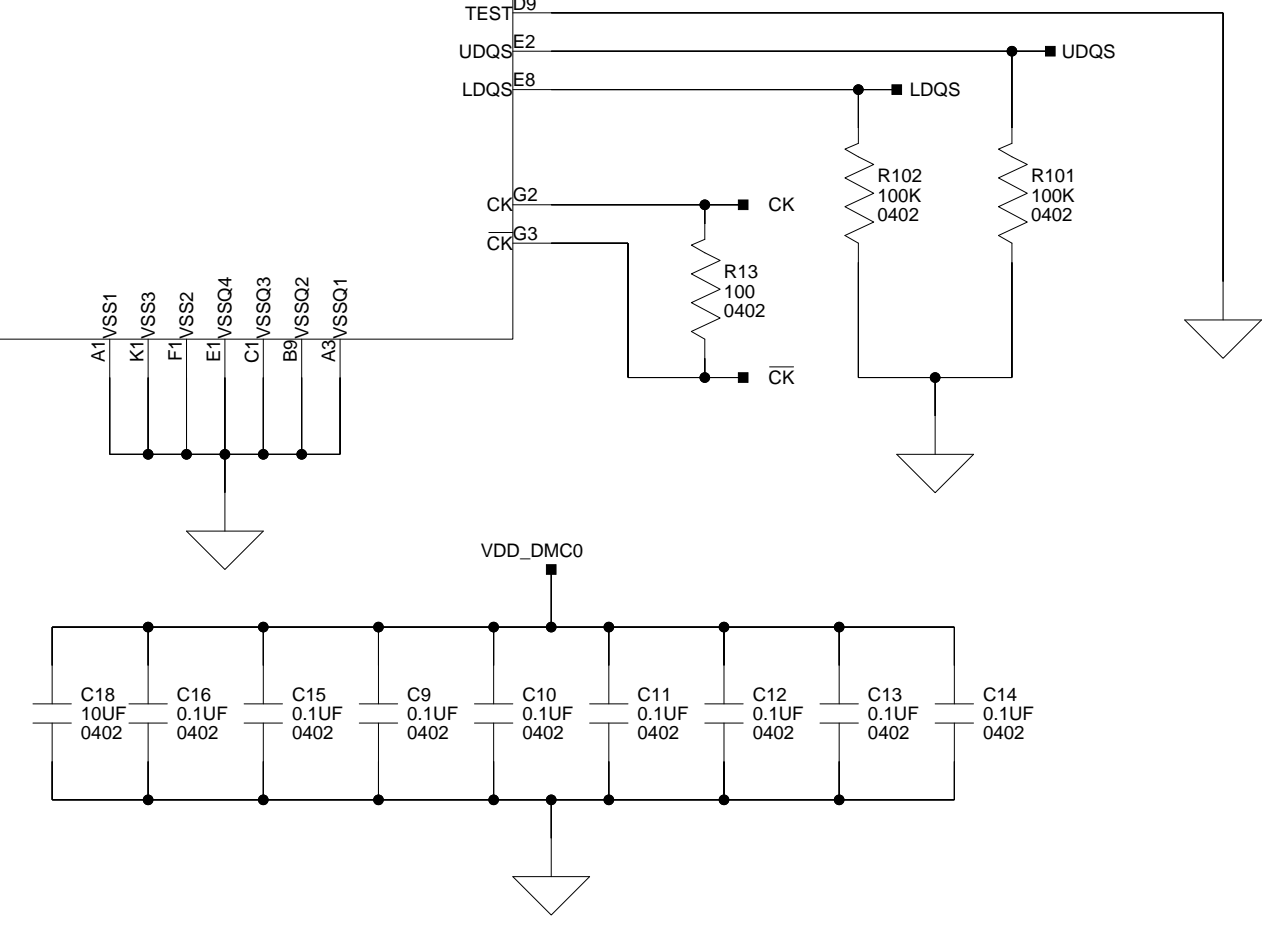 TEST D9
UDQS E2 UDQS
LDQS E8 LDQS
R102
100K
0402
R101
100K
0402
CK G2 CK
CK G3
R13
100
0402
CK
VSS1 VSS3 VSS2 VSSQ4 VSSQ3 VSSQ2 VSSQ1
A1 K1 F1 E1 C1 B9 A3
VDD_DMC0
C18
10UF
0402
C16
0.1UF
0402
C15
0.1UF
0402
C9
0.1UF
0402
C10
0.1UF
0402
C11
0.1UF
0402
C12
0.1UF
0402
C13
0.1UF
0402
C14
0.1UF
0402